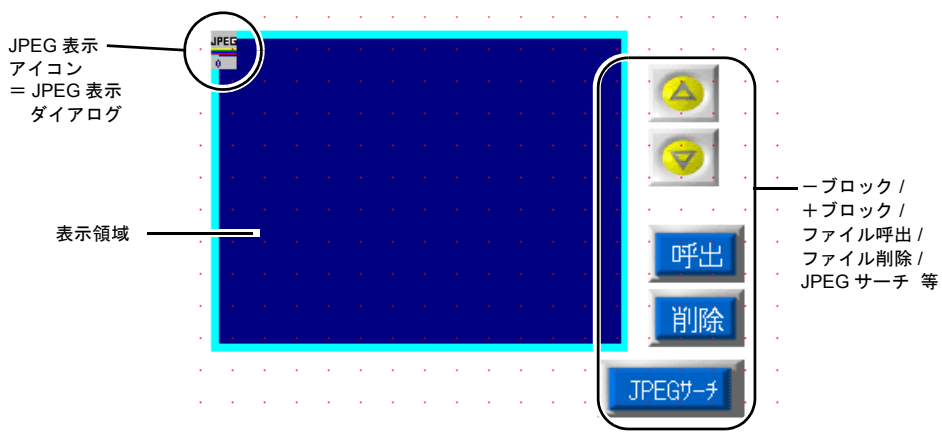 JPEG 表示
アイコン
＝ JPEG 表示
ダイアログ
JPEG
0
表示領域
呼出
削除
JPEGｻｰﾁ
－ブロック /
＋ブロック /
ファイル呼出 /
ファイル削除 /
JPEG サーチ 等